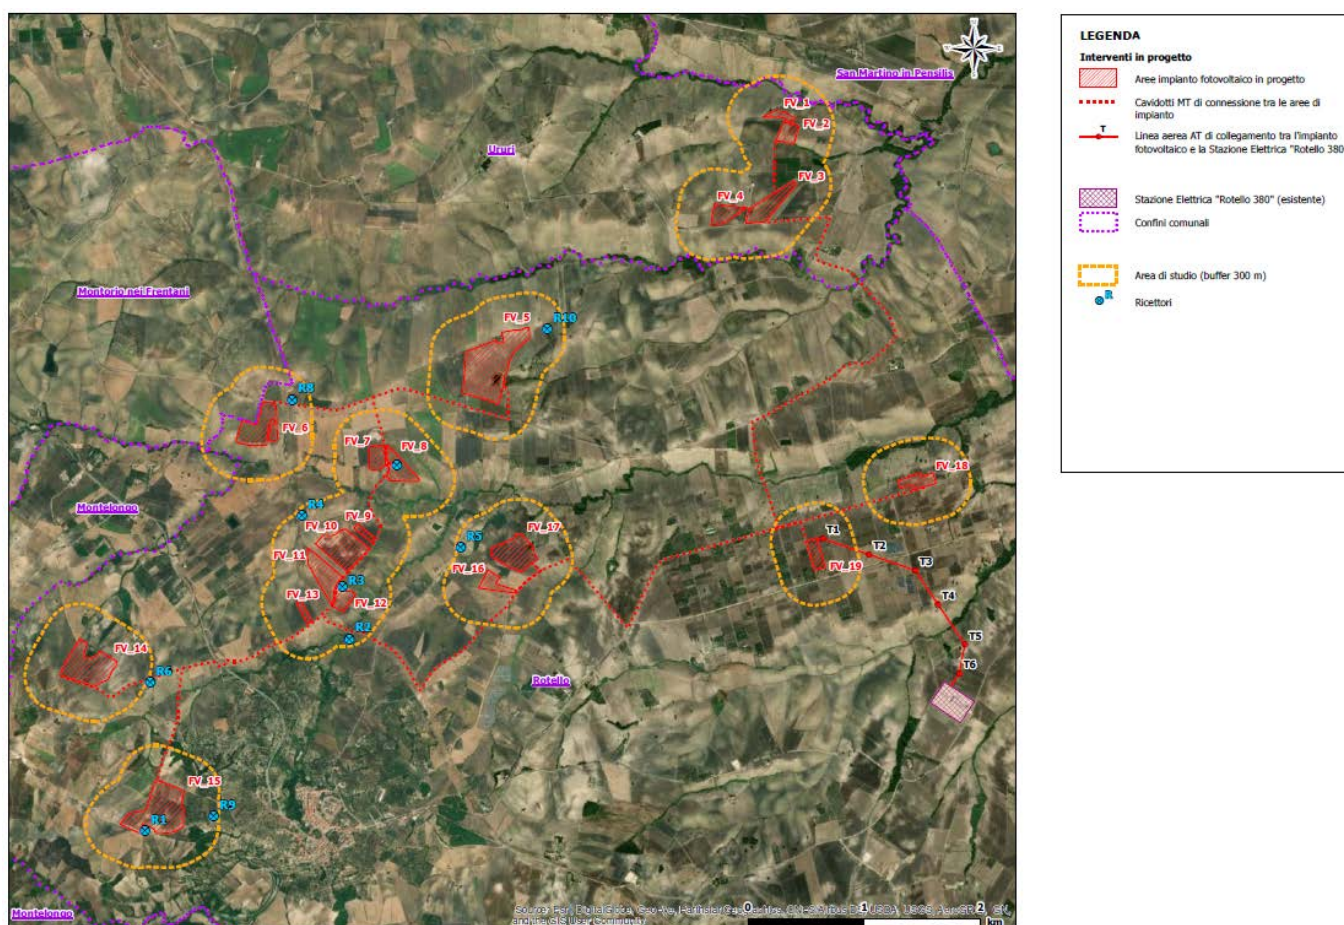 San Martino in Pensilis
FV_1
FV_2
Ururi
FV_3
FV_4
Montorio nei Frentani
FV_5
R10
R8
FV_6
FV_7
FV_8
FV_18
Montelongo
R4
FV_9
FV_10
FV_17
T1
R5
T2
FV_11
FV_19
T3
FV_16
R3
FV_13
FV_12
T4
R2
T5
FV_14
T6
R6
Rotello
FV_15
R9
R1
Montelongo
0 1 2
km
LEGENDA
Interventi in progetto
Aree impianto fotovoltaico in progetto
Cavidotti MT di connessione tra le aree di
impianto
T
Linea aerea AT di collegamento tra l'impianto
fotovoltaico e la Stazione Elettrica "Rotello 380
Stazione Elettrica "Rotello 380" (esistente)
Confini comunali
Area di studio (buffer 300 m)
R
Ricettori